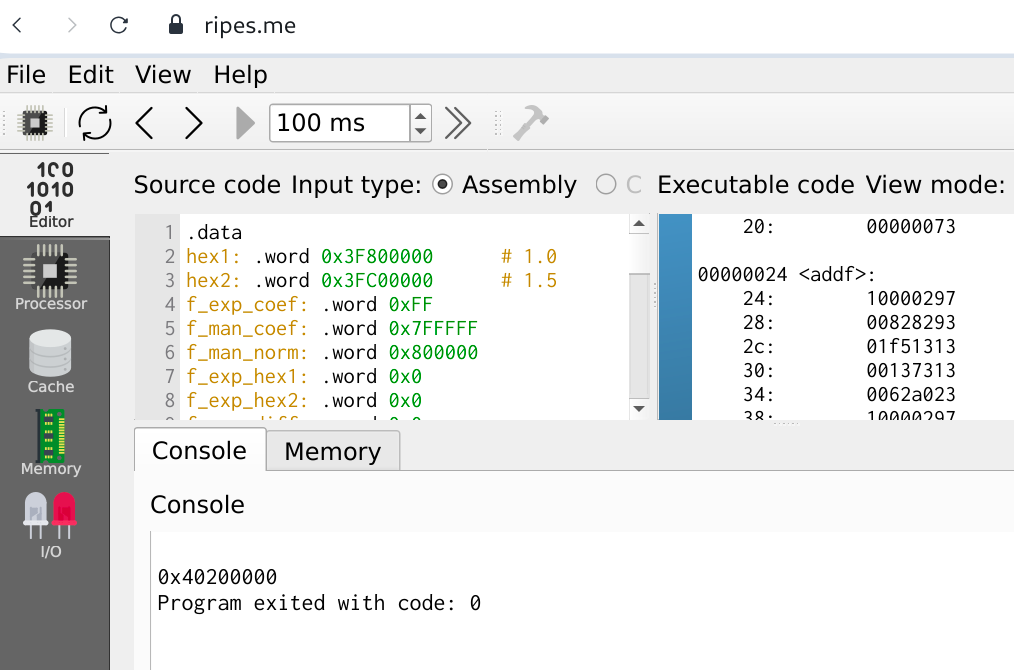 ripes.me
File Edit View Help
100 ms
Source code Input type: Assembly C Executable code View mode:
Editor
Processor
Cache
Memory
I/O
1 .data
2 hex1: .word 0x3F800000 # 1.0
3 hex2: .word 0x3FC00000 # 1.5
4 f_exp_coef: .word 0xFF
5 f_man_coef: .word 0x7FFFFF
6 f_man_norm: .word 0x800000
7 f_exp_hex1: .word 0x0
8 f_exp_hex2: .word 0x0
20: 00000073
00000024 <addf>:
24: 10000297
28: 00828293
2c: 01f51313
30: 00137313
34: 0062a023
38: 10000297
Console Memory
Console
0x40200000
Program exited with code: 0